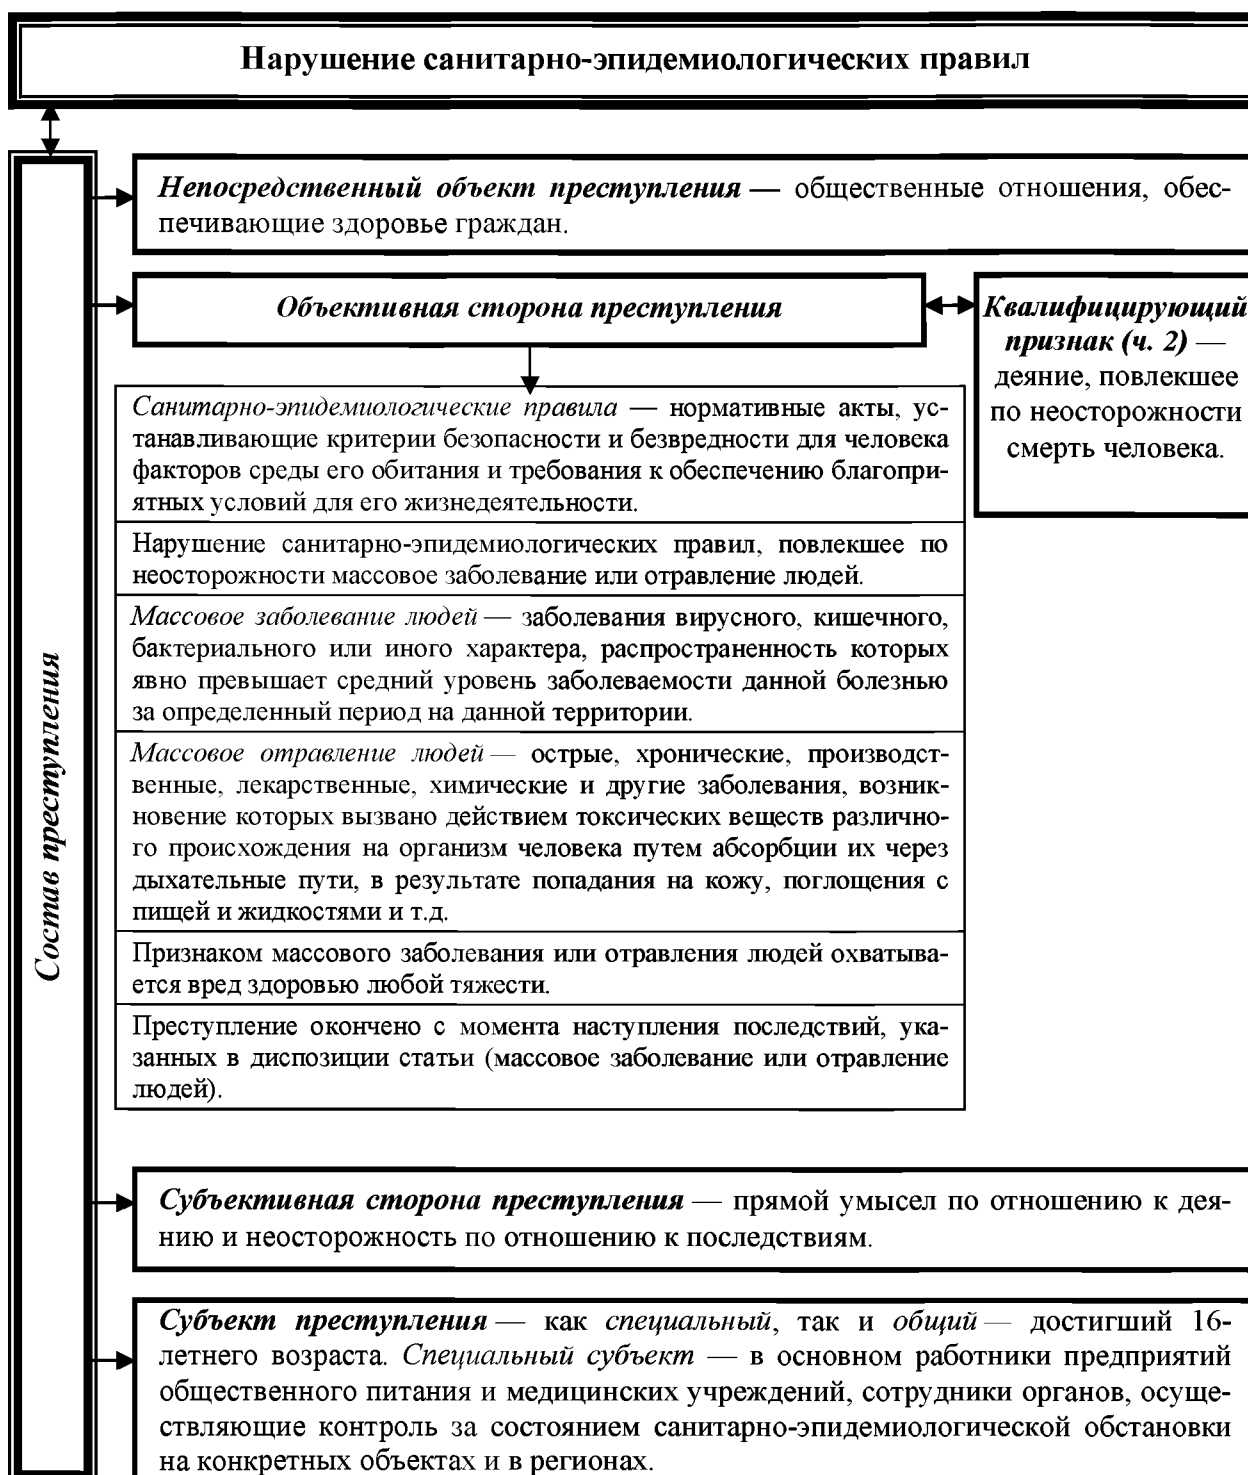 Нарушение санитарно-эпидемиологических правил
Непосредственный объект преступления — общественные отношения, обес-
печивающие здоровье граждан.
Объективная сторона преступления
Квалифицирующий
признак (ч. 2) —
деяние, повлекшее
по неосторожности
смерть человека.
Санитарно-эпидемиологические правила — нормативные акты, ус-
танавливающие критерии безопасности и безвредности для человека
факторов среды его обитания и требования к обеспечению благопри-
ятных условий для его жизнедеятельности.
Нарушение санитарно-эпидемиологических правил, повлекшее по
неосторожности массовое заболевание или отравление людей.
Массовое заболевание людей — заболевания вирусного, кишечного,
бактериального или иного характера, распространенность которых
явно превышает средний уровень заболеваемости данной болезнью
за определенный период на данной территории.
Массовое отравление людей — острые, хронические, производст-
венные, лекарственные, химические и другие заболевания, возник-
новение которых вызвано действием токсических веществ различно-
го происхождения на организм человека путем абсорбции их через
дыхательные пути, в результате попадания на кожу, поглощения с
пищей и жидкостями и т.д.
Признаком массового заболевания или отравления людей охватыва-
ется вред здоровью любой тяжести.
Преступление окончено с момента наступления последствий, ука-
занных в диспозиции статьи (массовое заболевание или отравление
людей).
Состав преступления
Субъективная сторона преступления — прямой умысел по отношению к дея-
нию и неосторожность по отношению к последствиям.
Субъект преступления — как специальный, так и общий — достигший 16-
летнего возраста. Специальный субъект — в основном работники предприятий
общественного питания и медицинских учреждений, сотрудники органов, осуще-
ствляющие контроль за состоянием санитарно-эпидемиологической обстановки
на конкретных объектах и в регионах.